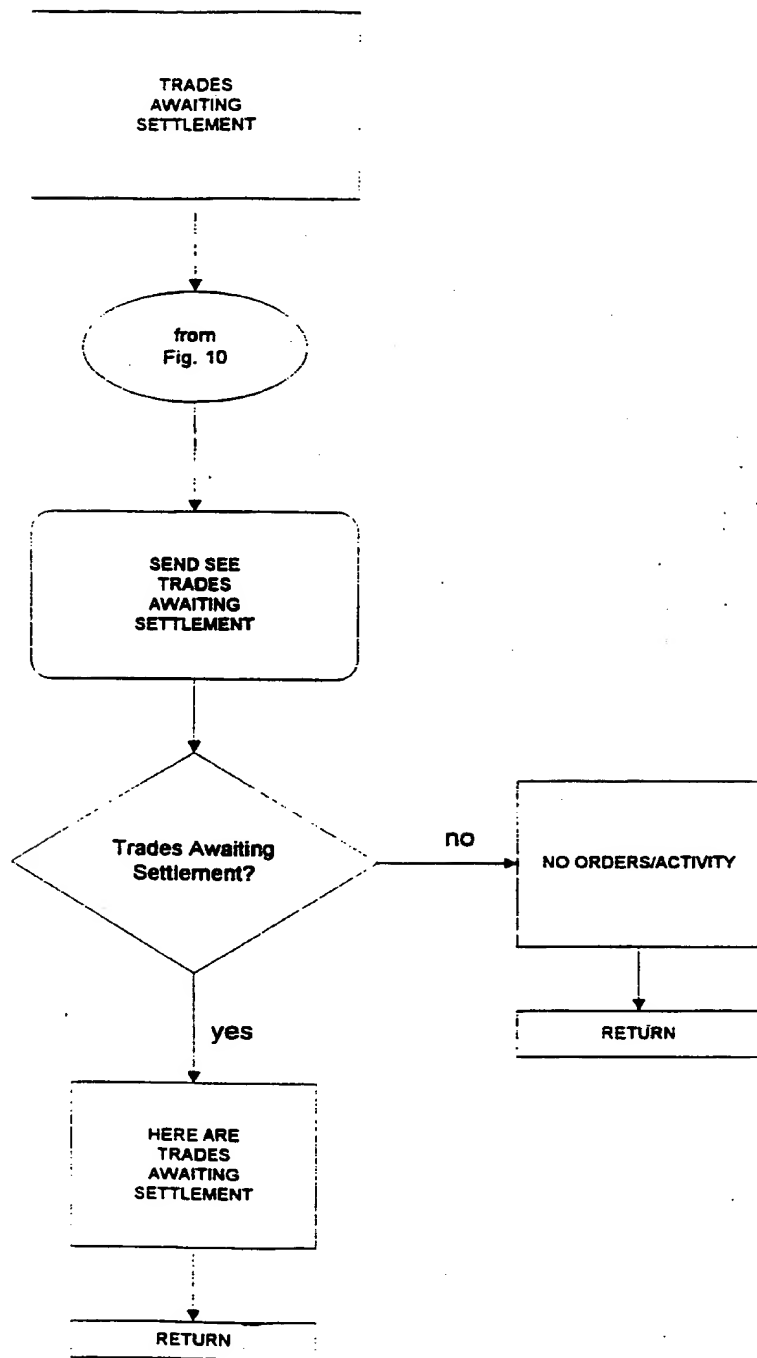 TRADES
AWAITING
SETTLEMENT
from
Fig. 10
SEND SEE
TRADES
AWAITING
SETTLEMENT
Trades Awaiting
Settlement?
no
NO ORDERS/ACTIVITY
RETURN
yes
HERE ARE
TRADES
AWAITING
SETTLEMENT
RETURN